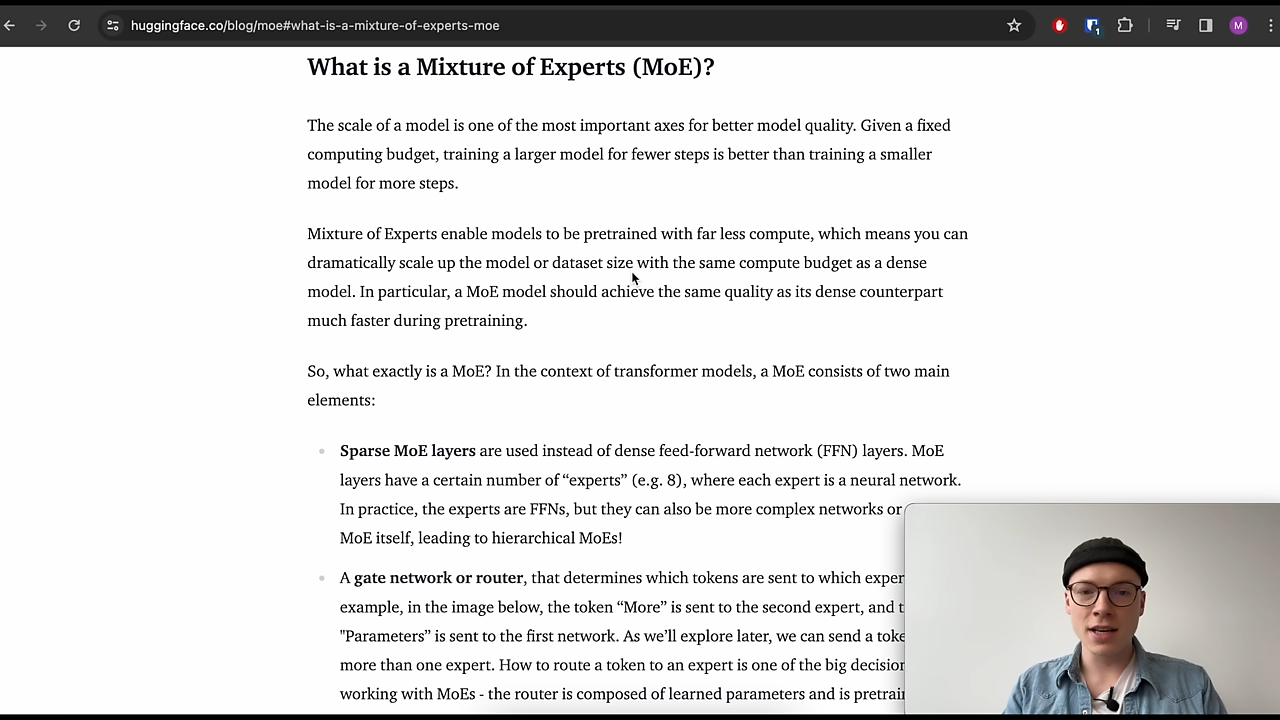 huggingface.co/blog/moe#what-is-a-mixture-of-experts-moe
1
M
What is a Mixture of Experts (MoE)?
The scale of a model is one of the most important axes for better model quality. Given a fixed
computing budget, training a larger model for fewer steps is better than training a smaller
model for more steps.
Mixture of Experts enable models to be pretrained with far less compute, which means you can
dramatically scale up the model or dataset size with the same compute budget as a dense
model. In particular, a MoE model should achieve the same quality as its dense counterpart
much faster during pretraining.
So, what exactly is a MoE? In the context of transformer models, a MoE consists of two main
elements:
Sparse MoE layers are used instead of dense feed-forward network (FFN) layers. MoE
layers have a certain number of “experts” (e.g. 8), where each expert is a neural network.
In practice, the experts are FFNs, but they can also be more complex networks or
MoE itself, leading to hierarchical MoEs!
A gate network or router, that determines which tokens are sent to which exper
example, in the image below, the token “More” is sent to the second expert, and t
"Parameters” is sent to the first network. As we’ll explore later, we can send a toke
more than one expert. How to route a token to an expert is one of the big decision
working with MoEs - the router is composed of learned parameters and is pretrain